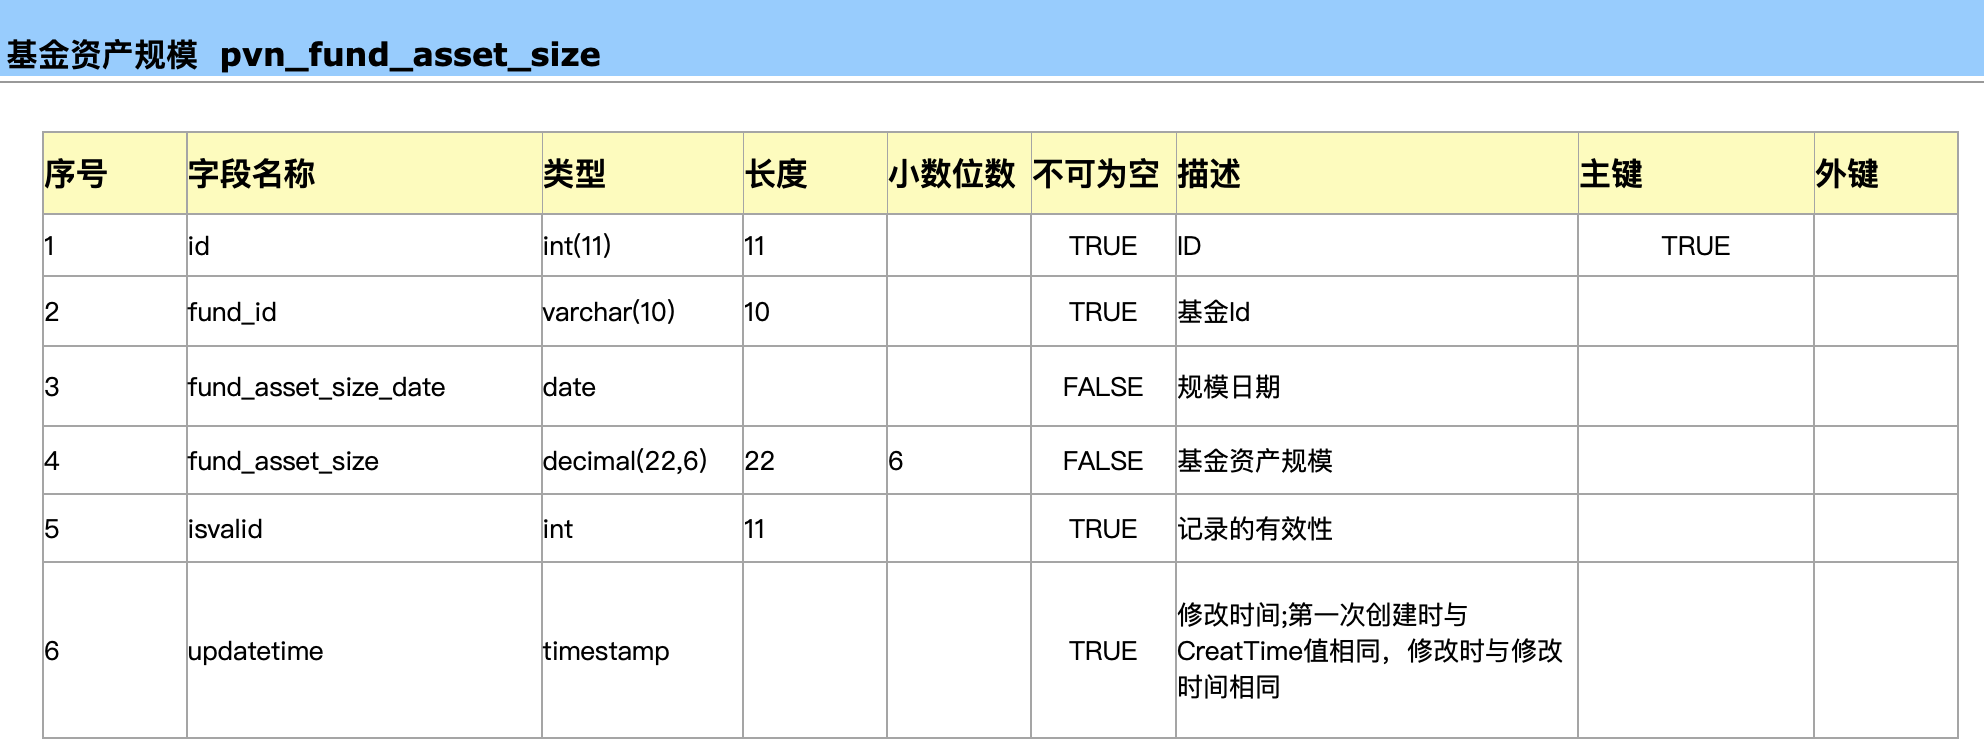 基金资产规模 pvn_fund_asset_size
序号 字段名称 类型 长度 小数位数 不可为空 描述 主键 外键
1 id int(11) 11 TRUE ID TRUE
2 fund_id varchar(10) 10 TRUE 基金Id
3 fund_asset_size_date date FALSE 规模日期
4 fund_asset_size decimal(22,6) 22 6 FALSE 基金资产规模
5 isvalid int 11 TRUE 记录的有效性
6 updatetime timestamp TRUE 修改时间;第一次创建时与
CreatTime值相同，修改时与修改
时间相同